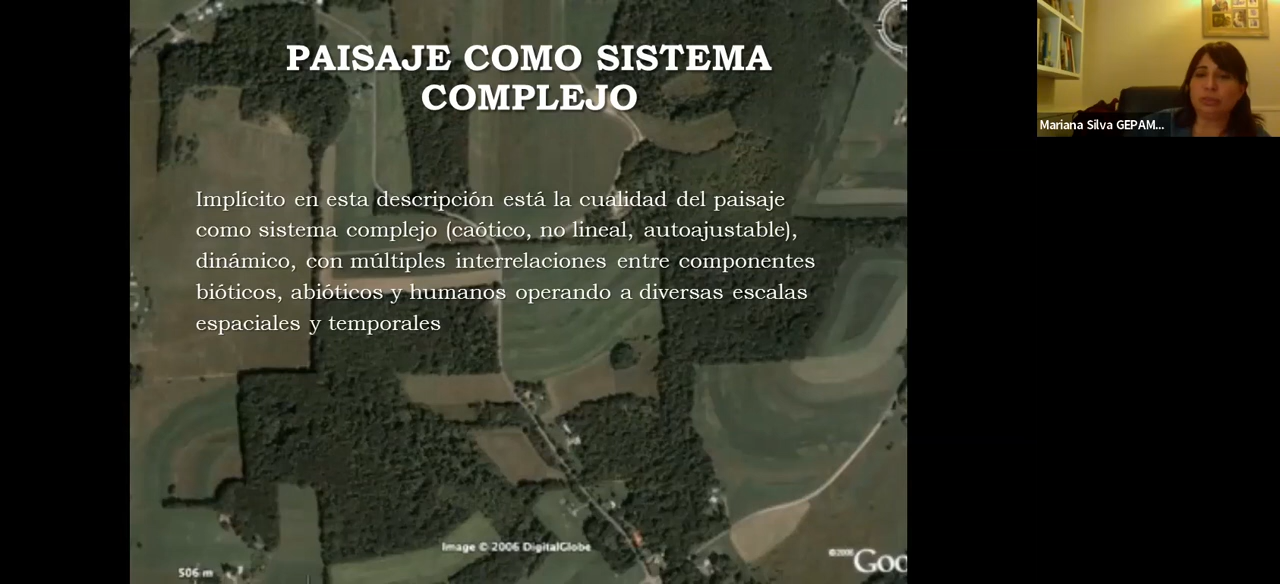 PAISAJE COMO SISTEMA
COMPLEJO
Implícito en esta descripción está la cualidad del paisaje
como sistema complejo (caótico, no lineal, autoajustable),
dinámico, con múltiples interrelaciones entre componentes
bióticos, abióticos y humanos operando a diversas escalas
espaciales y temporales
Image © 2006 DigitalGlobe
©2006 Goo
506 m
Mariana Silva GEPAM...